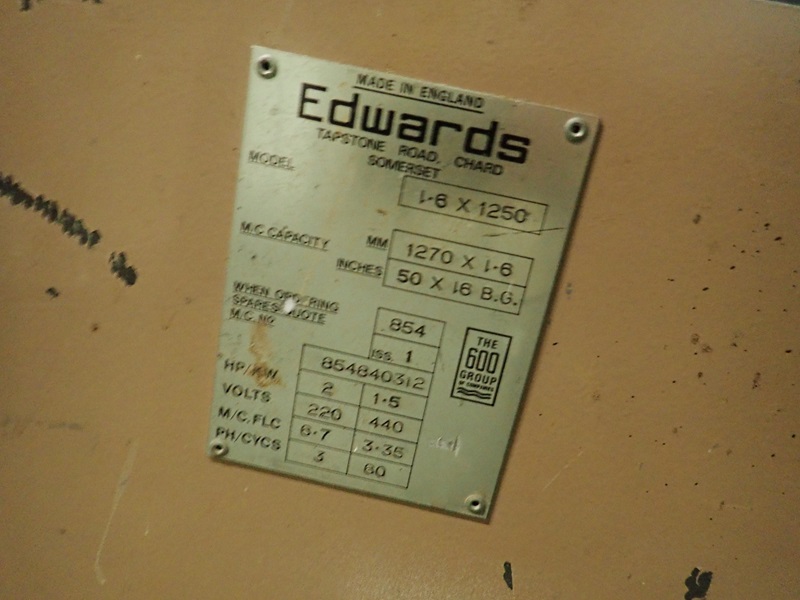 MADE IN ENGLAND
Edwards
TAPSTONE ROAD, CHARD
SOMERSET
MODEL
1·6 X 1250
M/C CAPACITY MM 1270 X 1·6
INCHES 50 X 16 B.G.
WHEN ORDERING
SPARES QUOTE 854
M.C. NO. ISS. 1
854840312
HP/KW 2 1·5
VOLTS 220 440
M/C. FLC 6·7 3·35
PH/CYCS 3 60
THE
600
GROUP
OF COMPANIES